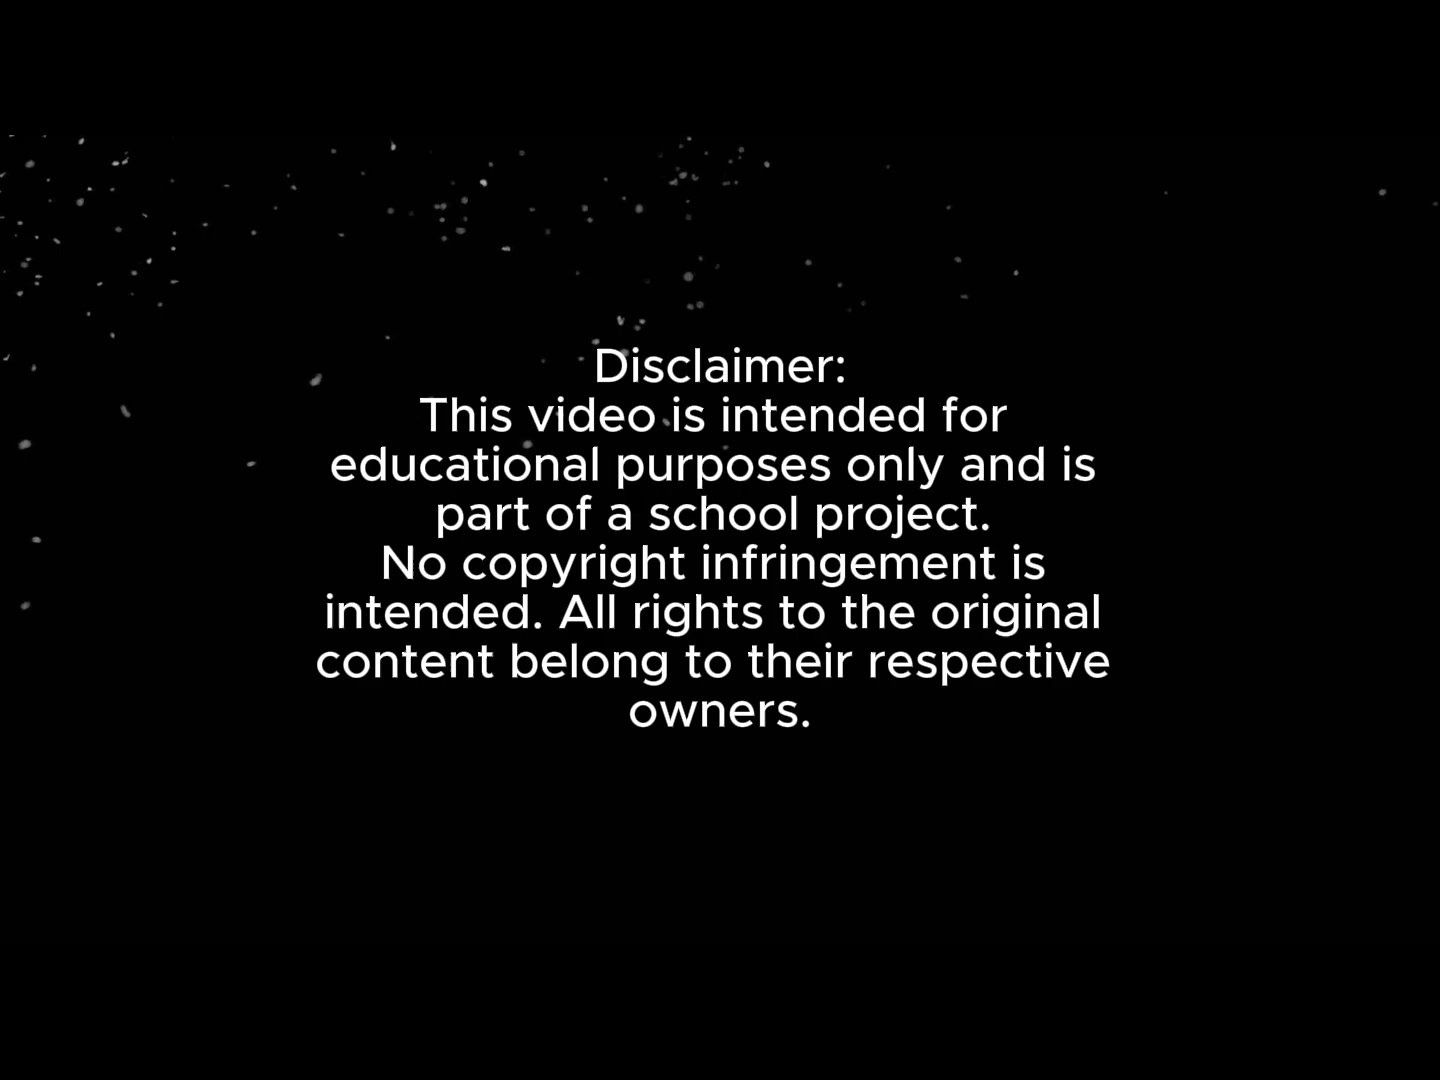 Disclaimer:
This video is intended for
educational purposes only and is
part of a school project.
No copyright infringement is
intended. All rights to the original
content belong to their respective
owners.